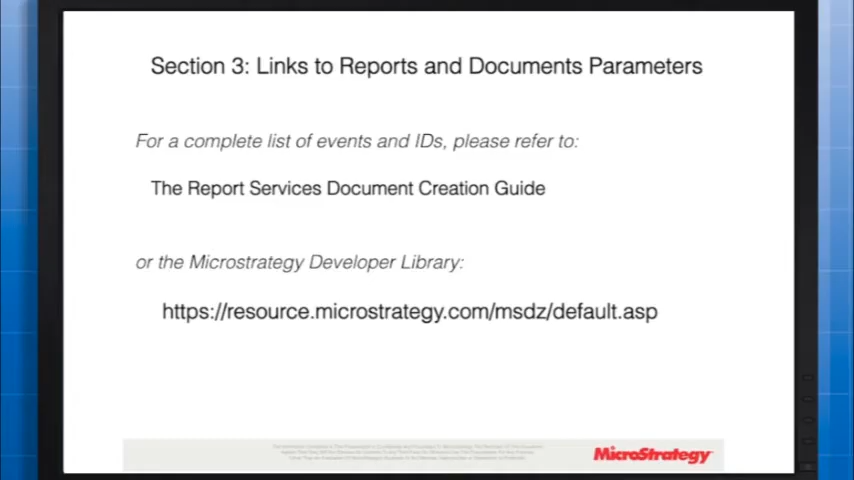 Section 3: Links to Reports and Documents Parameters
For a complete list of events and IDs, please refer to:
The Report Services Document Creation Guide
or the Microstrategy Developer Library:
https://resource.microstrategy.com/msdz/default.asp
MicroStrategy